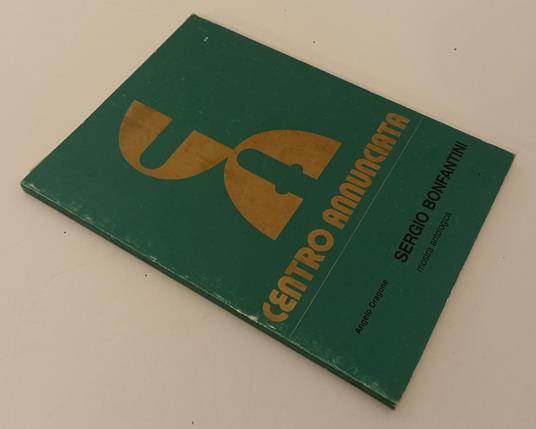 CENTRO ANNUNCIATA
Angelo Dragone
SERGIO BONFANTINI
mostra antologica